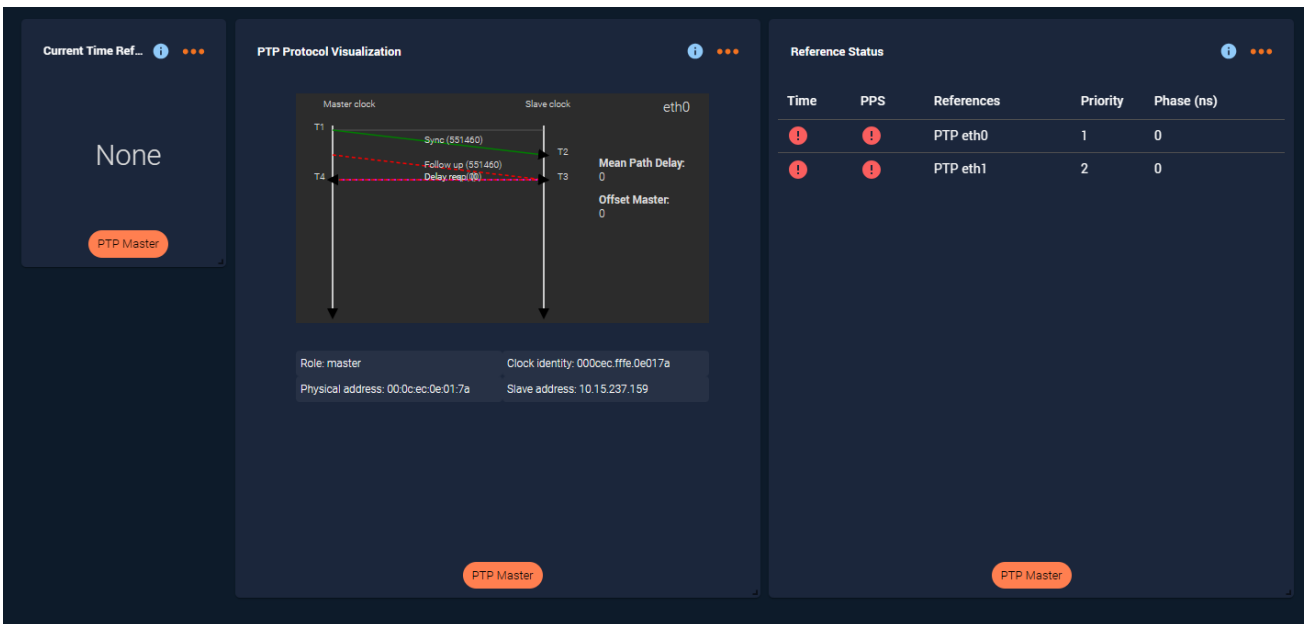 Current Time Ref...
None
PTP Master
PTP Protocol Visualization
Master clock
Slave clock
eth0
T1
Sync (551460)
T2
Follow up (551460)
T4
T3
Mean Path Delay:
0
Offset Master:
0
Role: master
Clock identity: 000cec.fffe.0e017a
Physical address: 00:0c:ec:0e:01:7a
Slave address: 10.15.237.159
PTP Master
Reference Status
Time PPS References Priority Phase (ns)
PTP eth0 1 0
PTP eth1 2 0
PTP Master